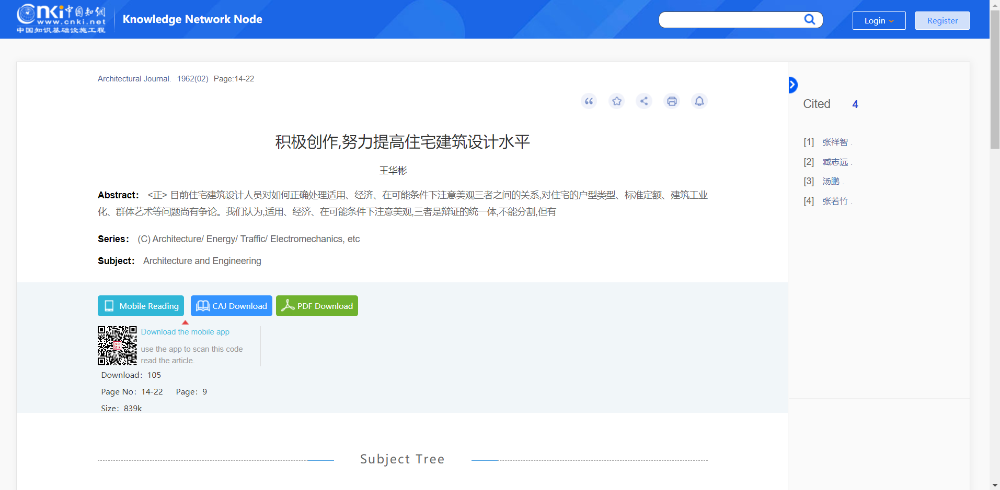 cnki中国知网
www.cnki.net
中国知识基础设施工程
Knowledge Network Node
Login
Register
Architectural Journal. 1962(02) Page:14-22
积极创作,努力提高住宅建筑设计水平
王华彬
Abstract： <正> 目前住宅建筑设计人员对如何正确处理适用、经济、在可能条件下注意美观三者之间的关系,对住宅的户型类型、标准定额、建筑工业
化、群体艺术等问题尚有争论。我们认为,适用、经济、在可能条件下注意美观,三者是辩证的统一体,不能分割,但有
Series： (C) Architecture/ Energy/ Traffic/ Electromechanics, etc
Subject： Architecture and Engineering
Mobile Reading
CAJ Download
PDF Download
Download the mobile app
use the app to scan this code
read the article.
Download：105
Page No：14-22 Page：9
Size：839k
Subject Tree
Cited 4
[1] 张祥智 .
[2] 臧志远 .
[3] 汤鹏 .
[4] 张若竹 .